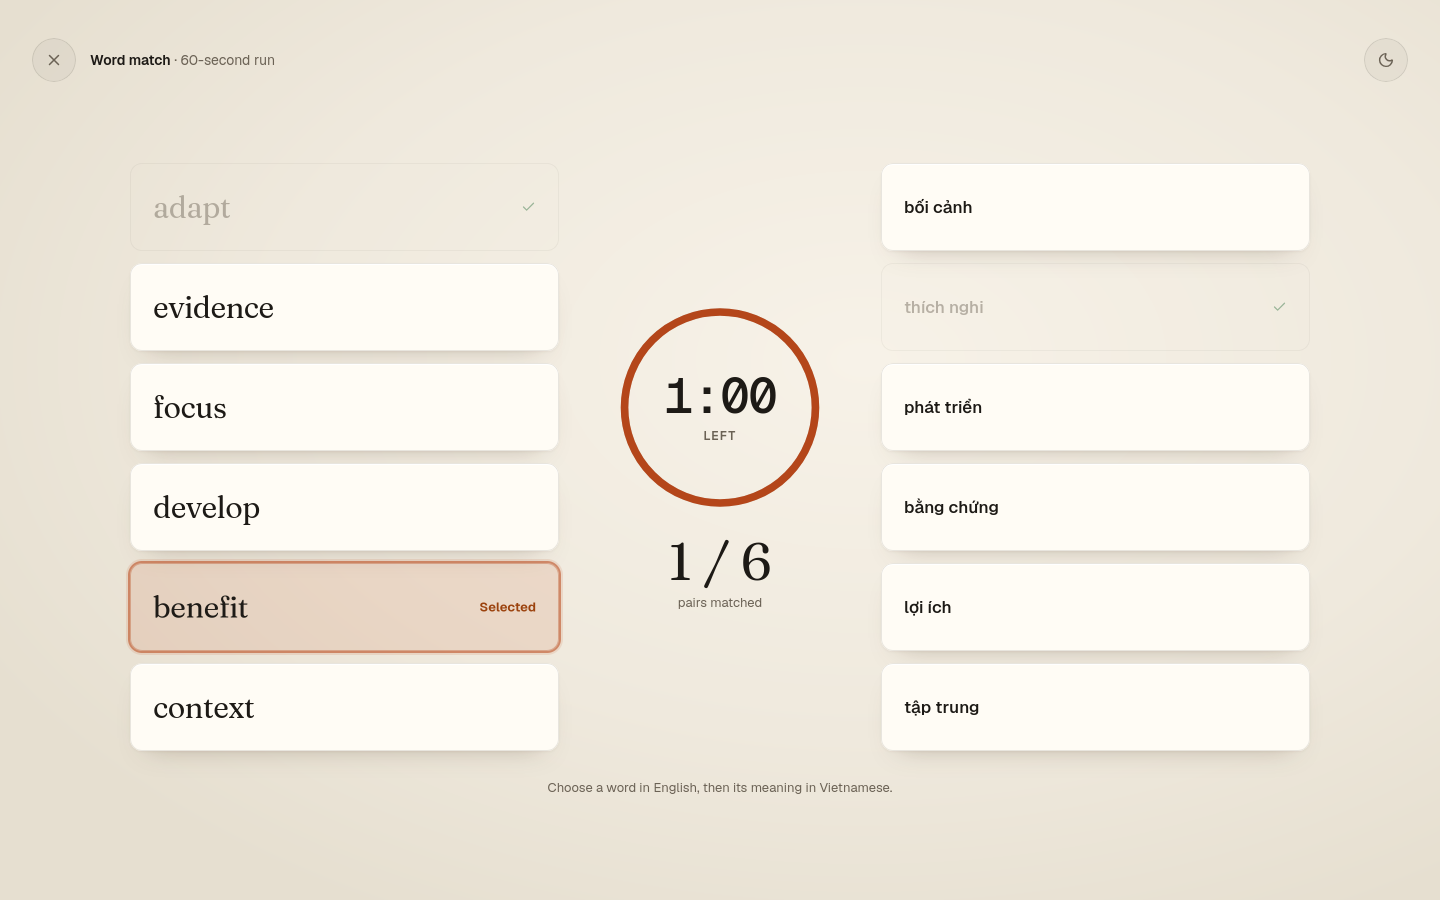 Word match · 60-second run
adapt
evidence
focus
develop
benefit
Selected
context
1:00
LEFT
1 / 6
pairs matched
bối cảnh
thích nghi
phát triển
bằng chứng
lợi ích
tập trung
Choose a word in English, then its meaning in Vietnamese.